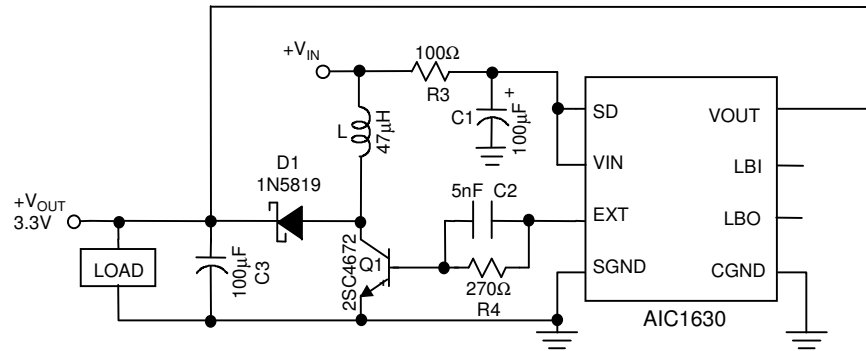 +VIN
100Ω
R3
+
C1
100μF
L
47μH
SD
VIN
EXT
SGND
VOUT
LBI
LBO
CGND
AIC1630
D1
1N5819
5nF C2
+VOUT
3.3V
LOAD
100μF
C3
2SC4672
Q1
270Ω
R4